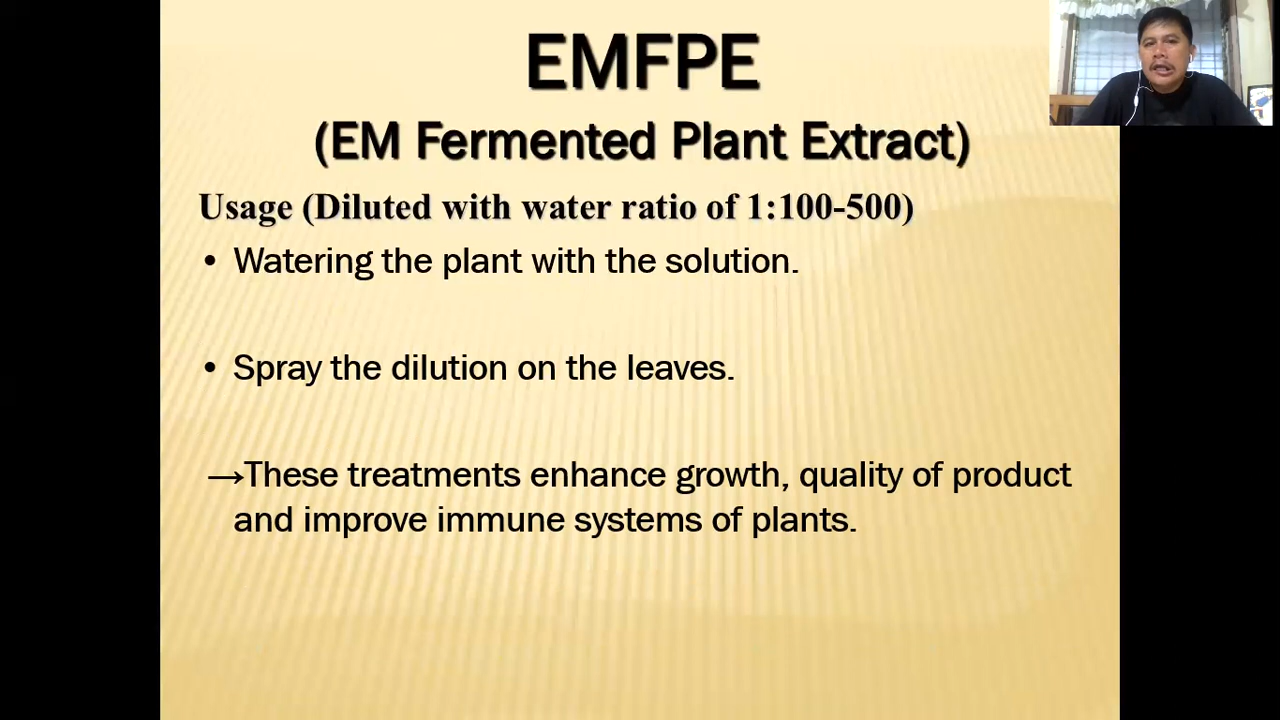 EMFPE
(EM Fermented Plant Extract)
Usage (Diluted with water ratio of 1:100-500)
• Watering the plant with the solution.
• Spray the dilution on the leaves.
→These treatments enhance growth, quality of product
and improve immune systems of plants.